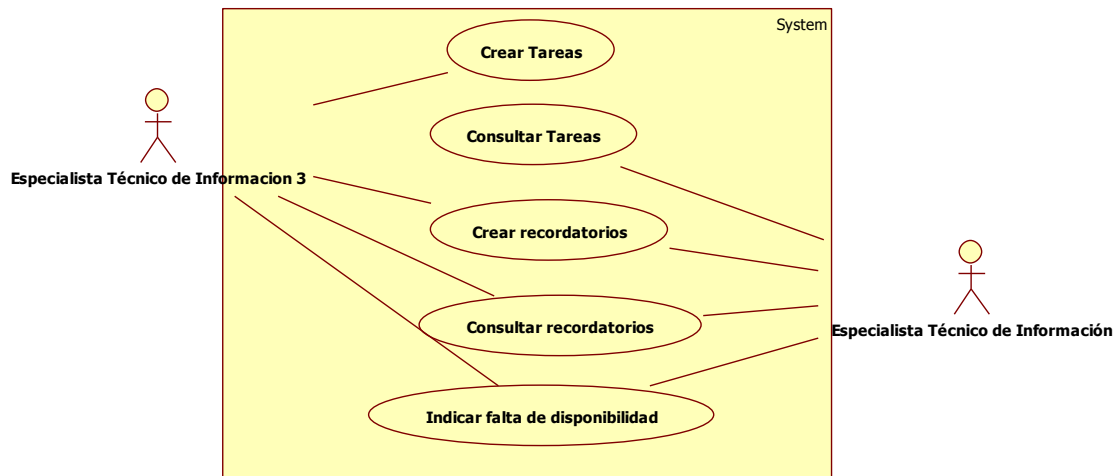 System
Crear Tareas
Consultar Tareas
Especialista Técnico de Informacion 3
Crear recordatorios
Consultar recordatorios
Especialista Técnico de Información
Indicar falta de disponibilidad